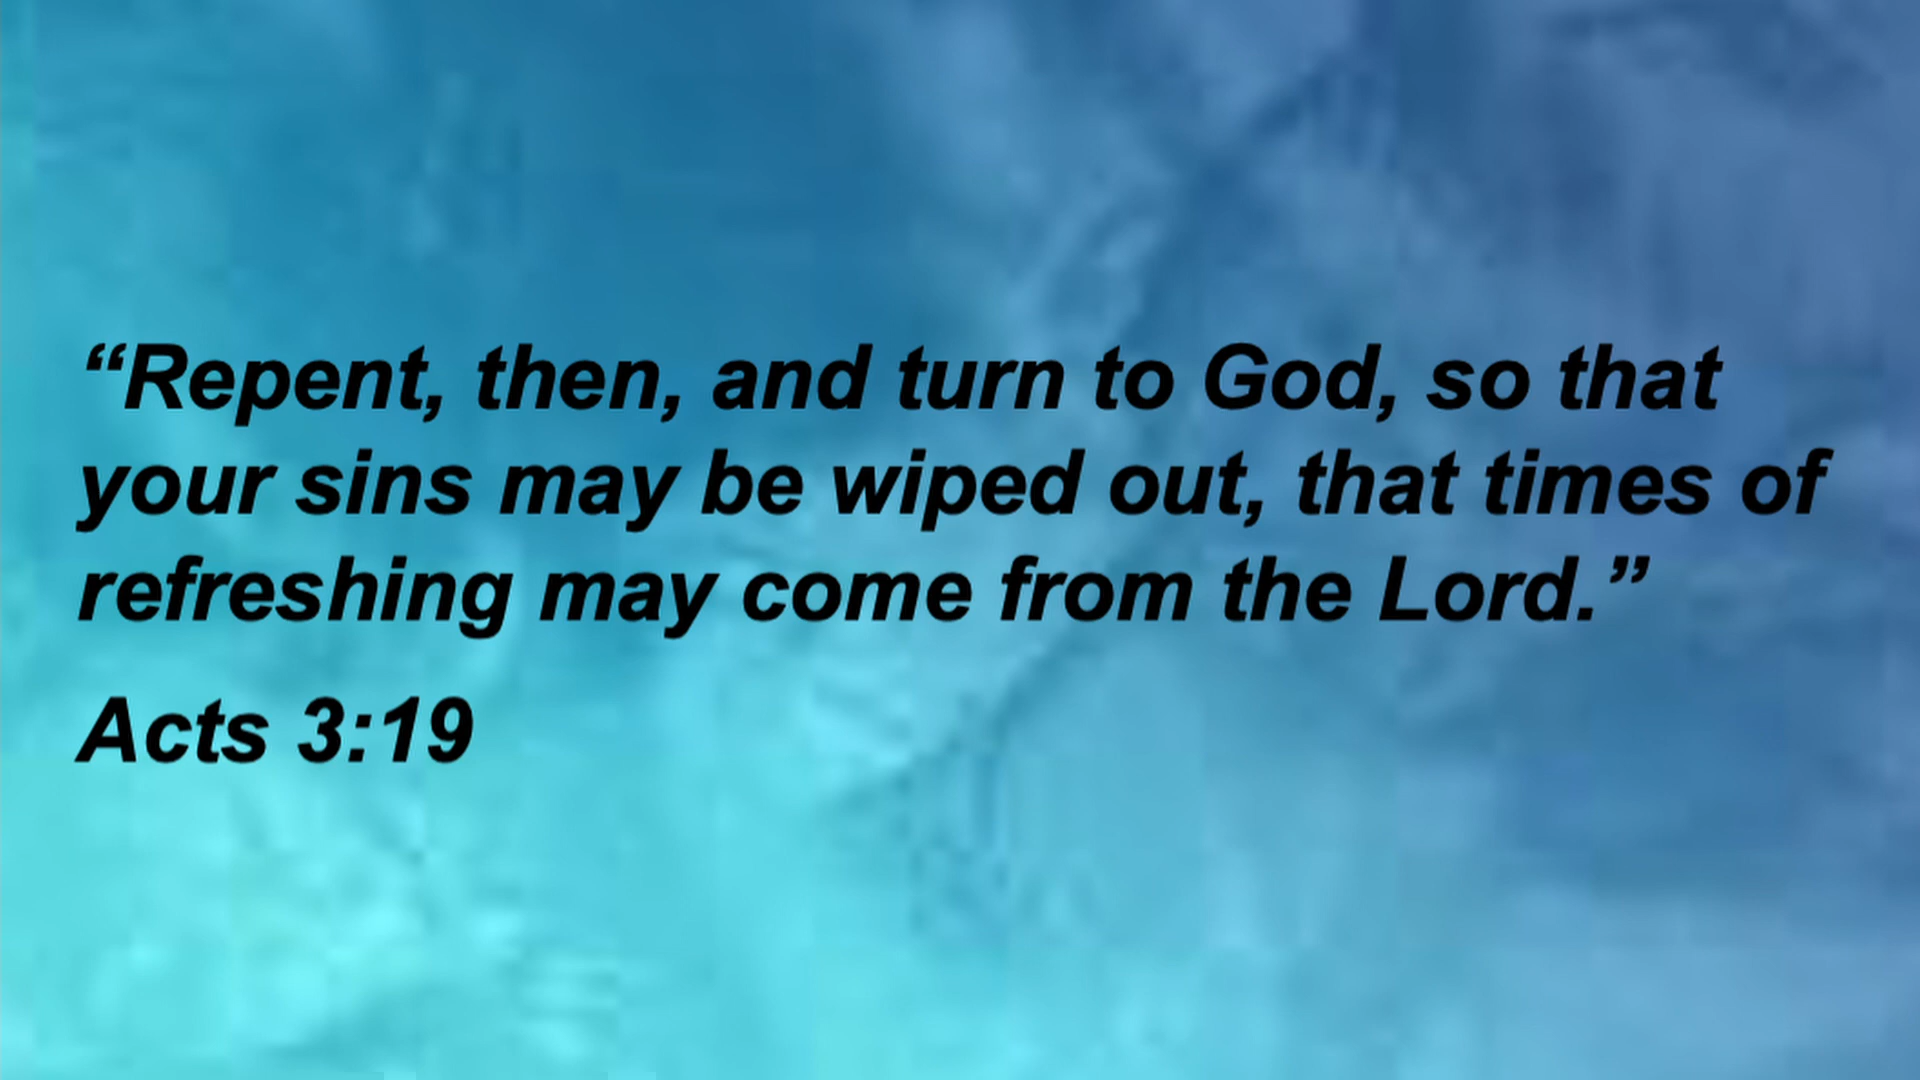 “Repent, then, and turn to God, so that
your sins may be wiped out, that times of
refreshing may come from the Lord.”
Acts 3:19